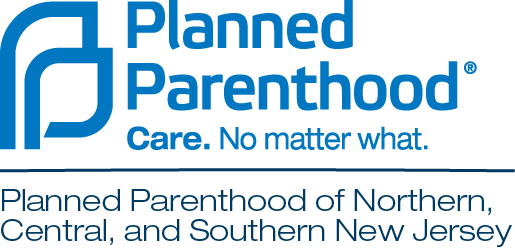 Planned
Parenthood®
Care. No matter what.
Planned Parenthood of Northern,
Central, and Southern New Jersey